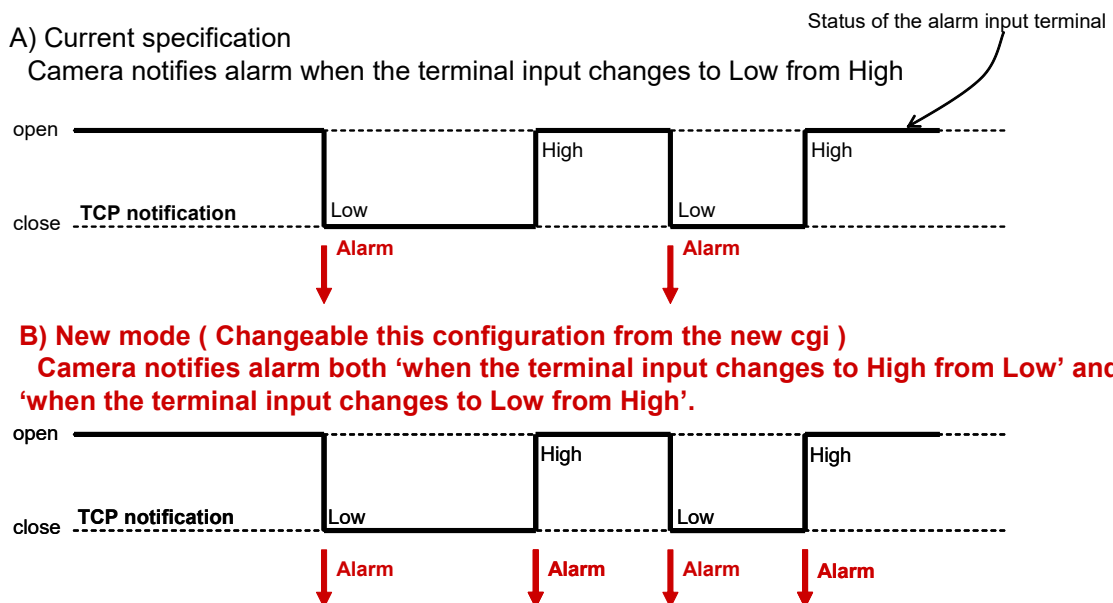 Status of the alarm input terminal
A) Current specification
Camera notifies alarm when the terminal input changes to Low from High
open
High
High
TCP notification
Low
Low
close
Alarm
Alarm
B) New mode ( Changeable this configuration from the new cgi )
Camera notifies alarm both ‘when the terminal input changes to High from Low’ and
‘when the terminal input changes to Low from High’.
open
High
High
TCP notification
Low
Low
close
Alarm
Alarm
Alarm
Alarm